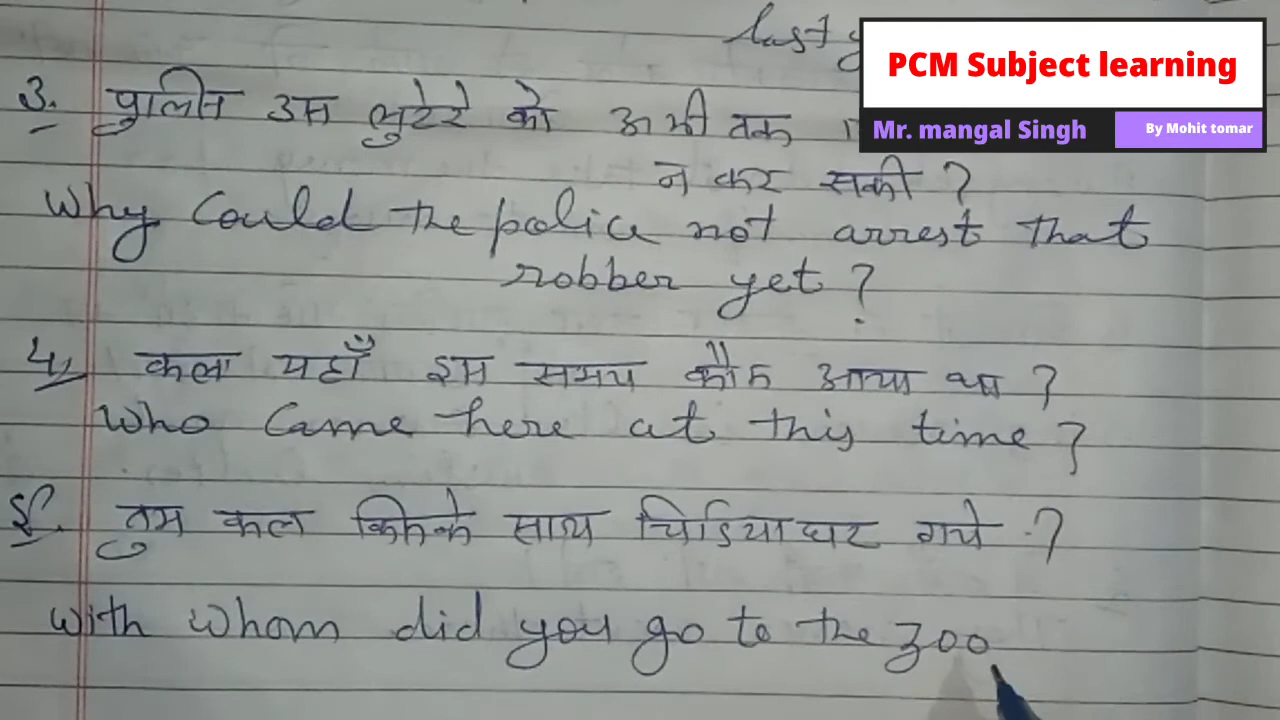 last
PCM Subject learning
Mr. mangal Singh
By Mohit tomar
3. पुलिस उस लुटेरे को अभी तक
न कर सकी ?
Why Could the police not arrest that
robber yet ?
4. कल यहाँ इस समय कौन आया था ?
Who Came here at this time ?
5. तुम कल किसके साथ चिडियाघर गये ?
With whom did you go to the zoo